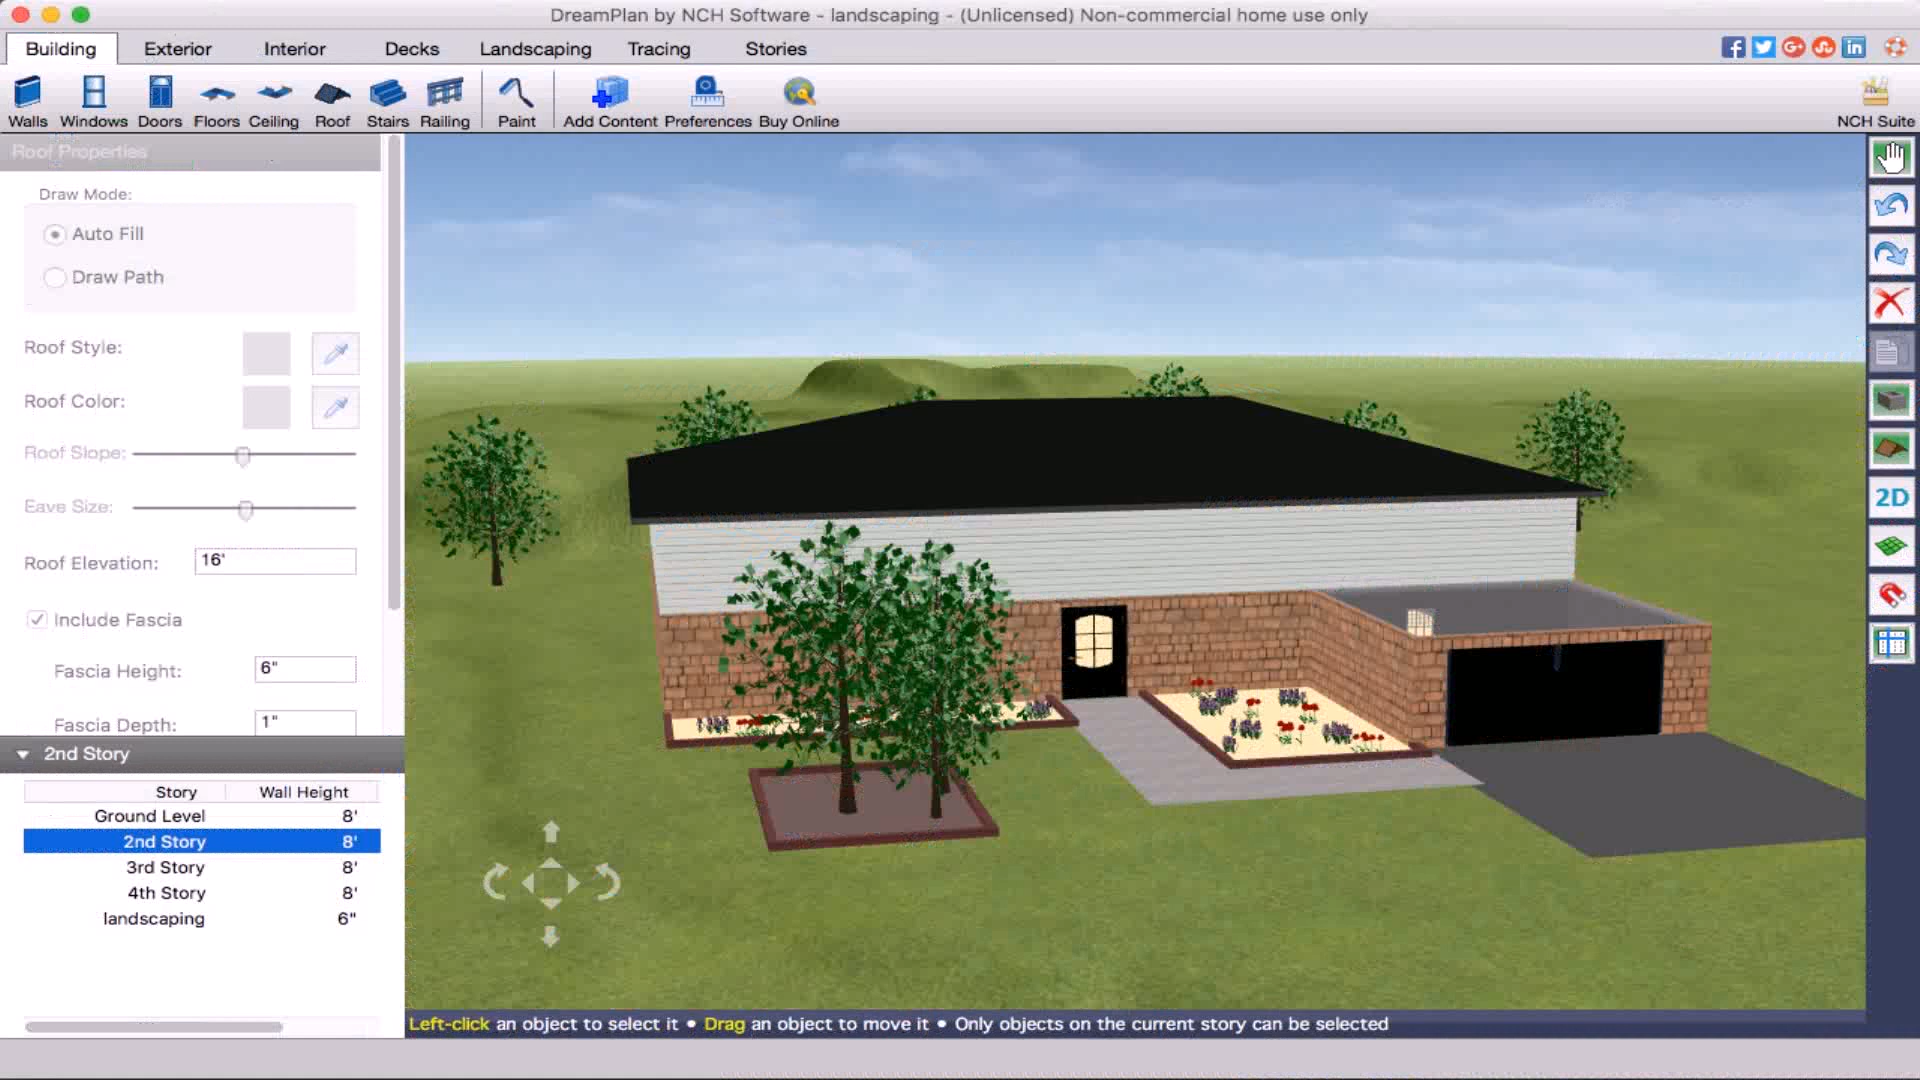 DreamPlan by NCH Software - landscaping - (Unlicensed) Non-commercial home use only
Building Exterior Interior Decks Landscaping Tracing Stories
Walls Windows Doors Floors Ceiling Roof Stairs Railing Paint Add Content Preferences Buy Online NCH Suite
Roof Properties
Draw Mode:
Auto Fill
Draw Path
Roof Style:
Roof Color:
Roof Slope:
Eave Size:
Roof Elevation: 16'
Include Fascia
Fascia Height: 6"
Fascia Depth: 1"
2D
2nd Story
Story Wall Height
Ground Level 8'
2nd Story 8'
3rd Story 8'
4th Story 8'
landscaping 6"
Left-click an object to select it • Drag an object to move it • Only objects on the current story can be selected